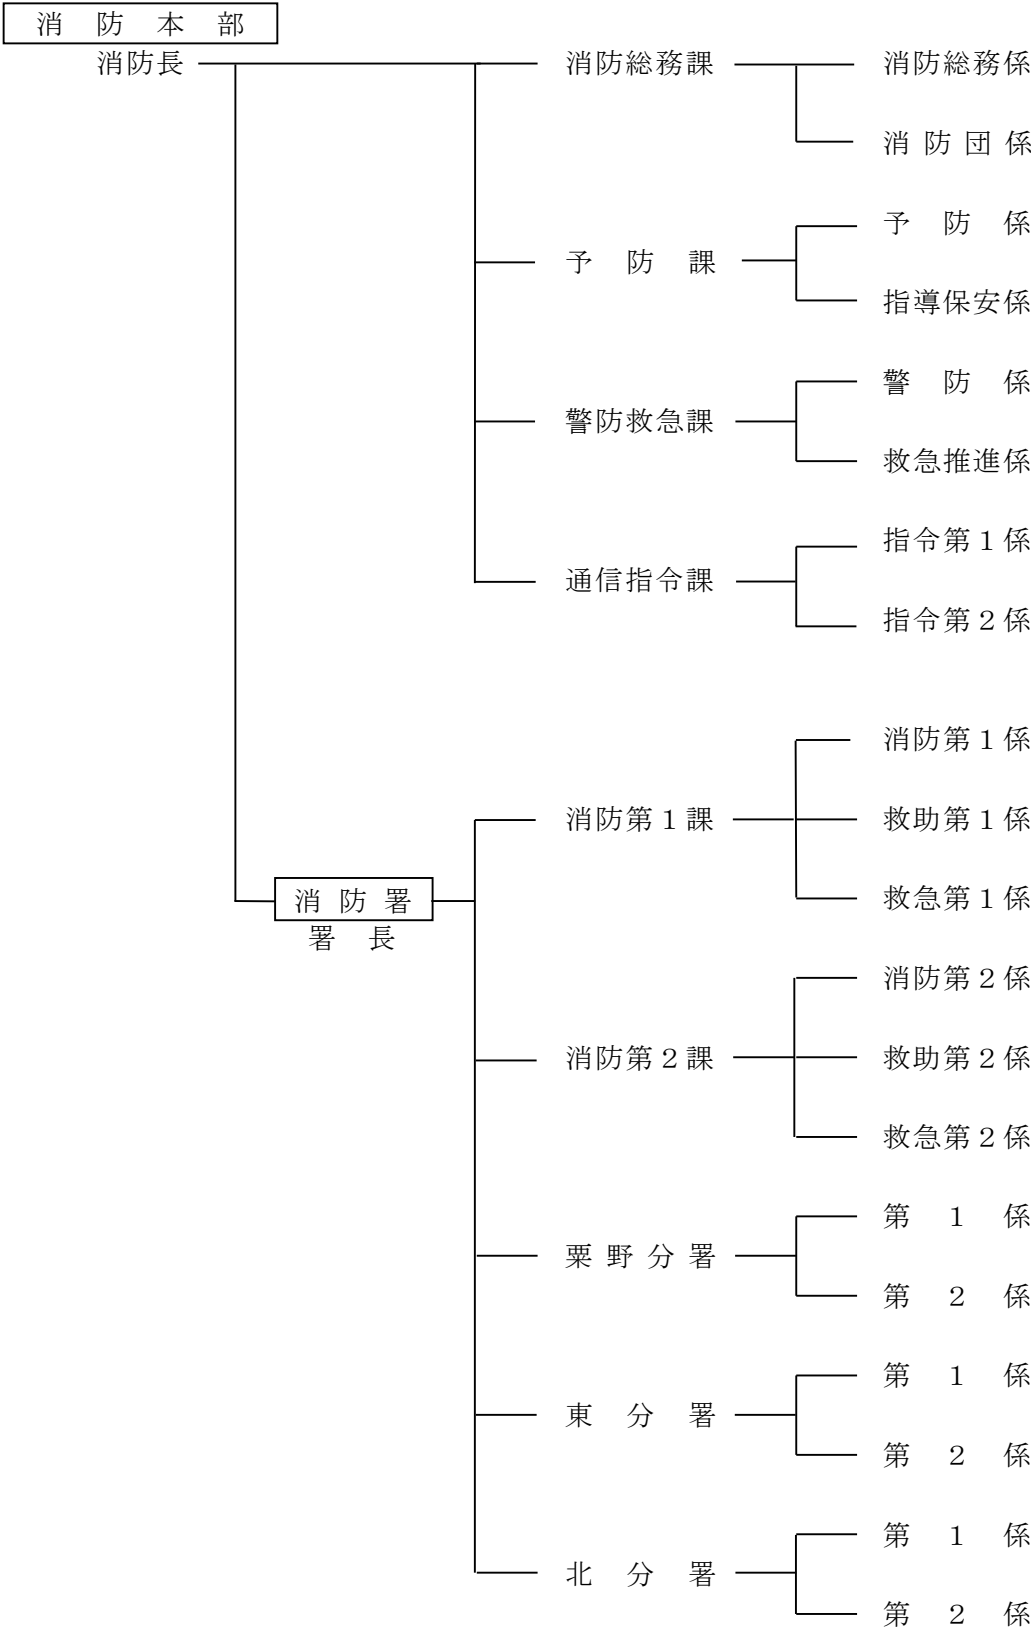 消防本部
消防長 消防総務課 消防総務係
消防団係
予防係
予防課
指導保安係
警防係
警防救急課
救急推進係
指令第１係
通信指令課
指令第２係
消防第１係
消防第１課 救助第１係
救急第１係
消防署
署長
消防第２係
消防第２課 救助第２係
救急第２係
第１係
粟野分署
第２係
第１係
東分署
第２係
第１係
北分署
第２係